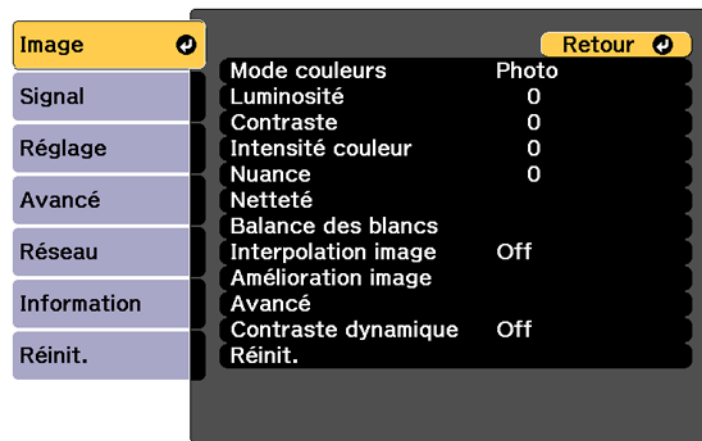 Image
Signal
Réglage
Avancé
Réseau
Information
Réinit.
Retour
Mode couleurs Photo
Luminosité 0
Contraste 0
Intensité couleur 0
Nuance 0
Netteté
Balance des blancs
Interpolation image Off
Amélioration image
Avancé
Contraste dynamique Off
Réinit.